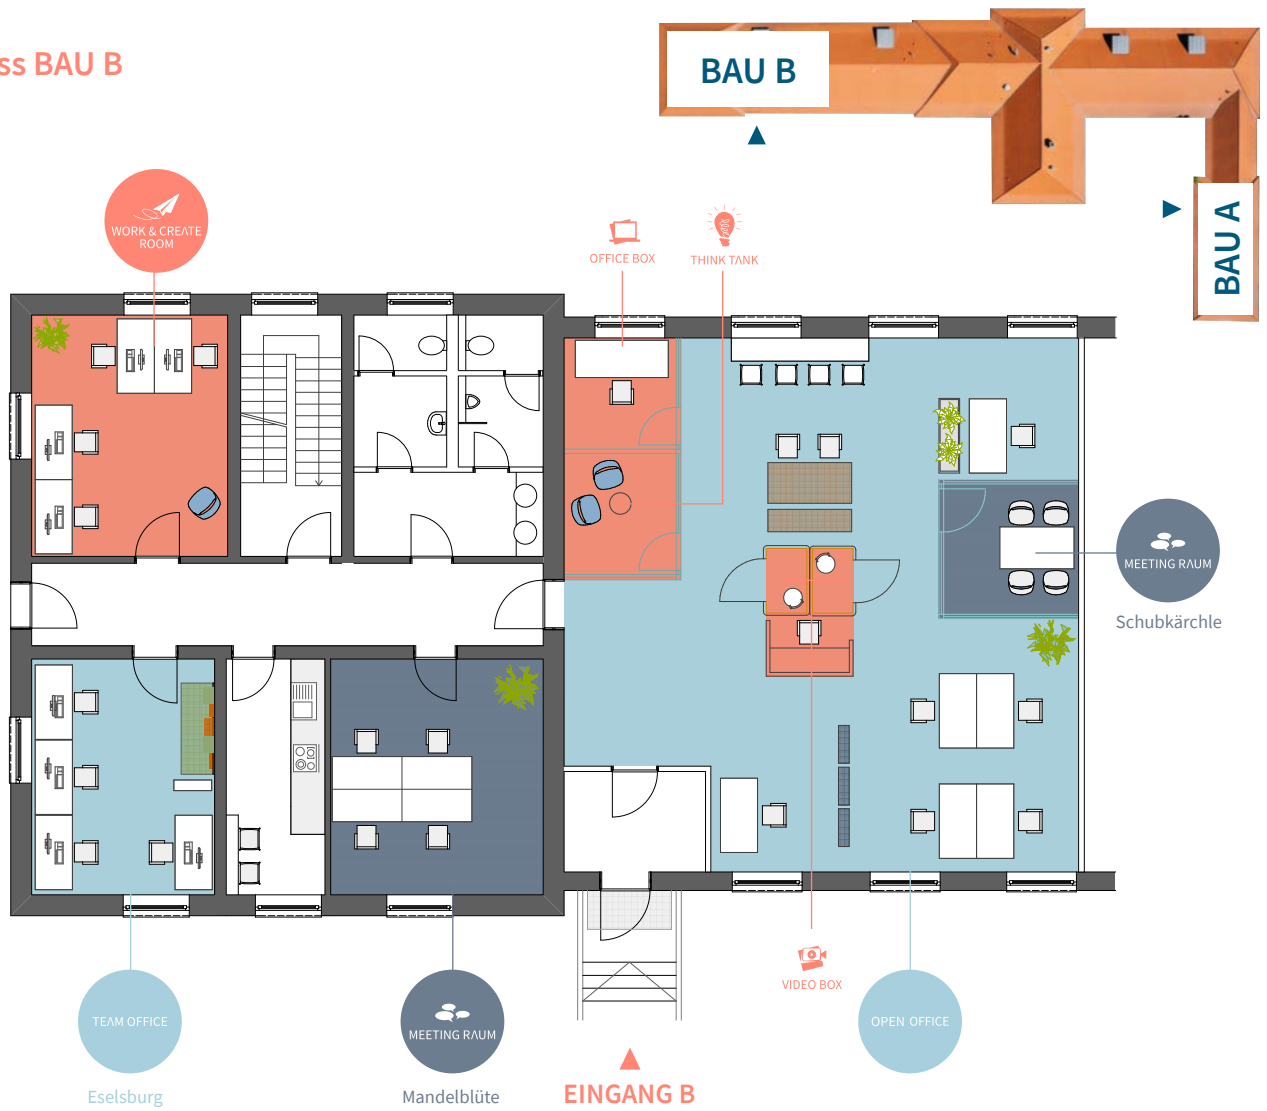 ss BAU B
BAU B
BAU A
WORK & CREATE
ROOM
OFFICE BOX
THINK TANK
MEETING RAUM
Schubkärchle
VIDEO BOX
TEAM OFFICE
Eselsburg
MEETING RAUM
Mandelblüte
OPEN OFFICE
EINGANG B